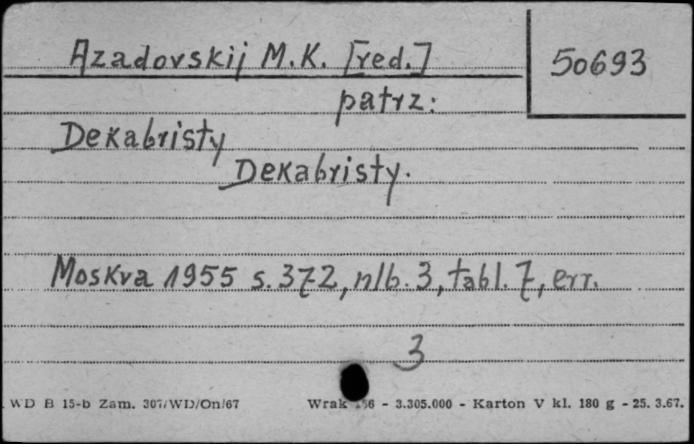 Azadovskij M.K. [red.]
50693
patrz:
Dekabristy
Dekabristy.
Moskva 1955 s. 372, nlb. 3, tabl. 7, err.
3
WD B 15-b Zam. 307/WD/On/67
Wrak - 3.305.000 - Karton V kl. 180 g - 25. 3.67.